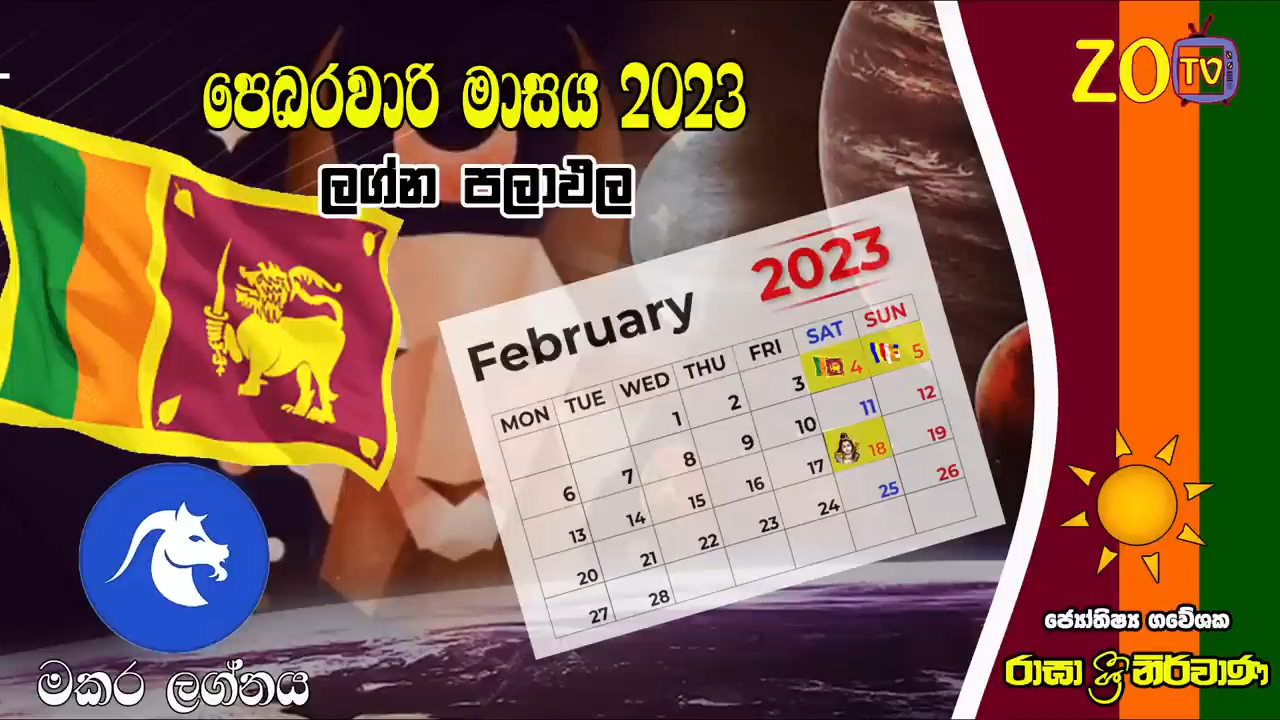 පෙබරවාරි මාසය 2023
ලග්න පලාඵල
ZO TV
February 2023
MON TUE WED THU FRI SAT SUN
1 2 3 4 5
6 7 8 9 10 11 12
13 14 15 16 17 18 19
20 21 22 23 24 25 26
27 28
මකර ලග්නය
ජ්‍යෝතිෂ්‍ය ගවේශක
රාඝා ශ්‍රී නිර්වාණ